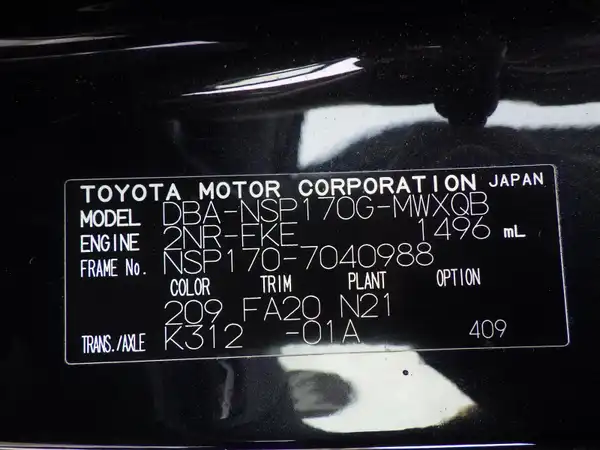 TOYOTA MOTOR CORPORATION JAPAN
MODEL DBA-NSP170G-MWXQB
ENGINE 2NR-EKE 1496 mL
FRAME No. NSP170-7040988
COLOR TRIM PLANT OPTION
209 FA20 N21
TRANS./AXLE K312 -01A 409